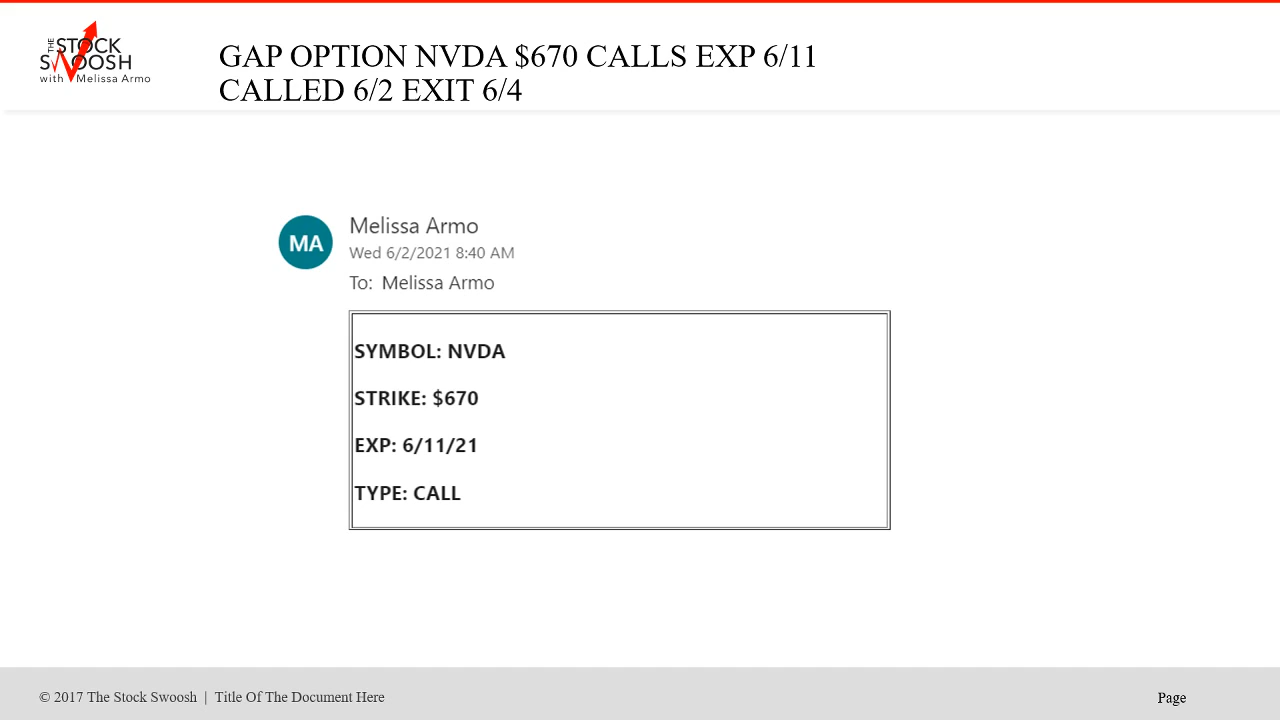 THE STOCK
SWOOSH
with Melissa Armo
GAP OPTION NVDA $670 CALLS EXP 6/11
CALLED 6/2 EXIT 6/4
MA
Melissa Armo
Wed 6/2/2021 8:40 AM
To: Melissa Armo
SYMBOL: NVDA
STRIKE: $670
EXP: 6/11/21
TYPE: CALL
© 2017 The Stock Swoosh | Title Of The Document Here
Page